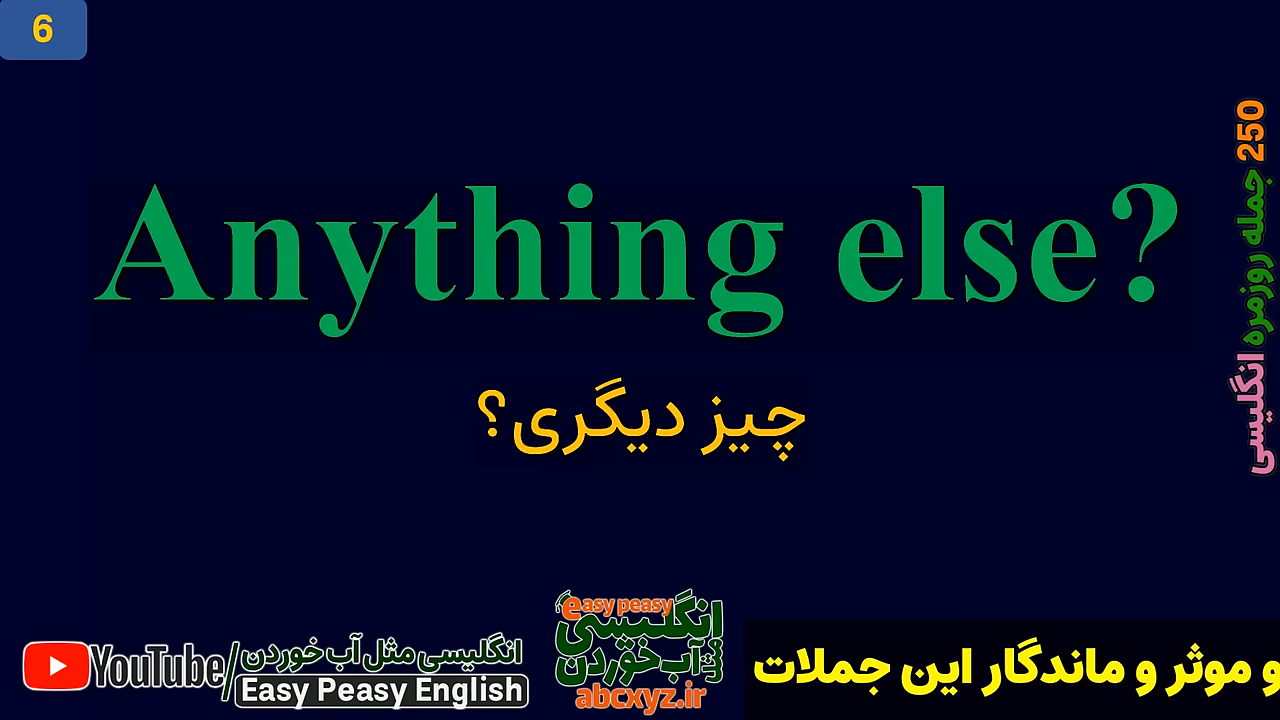 6
Anything else?
چیز دیگری؟
250 جمله روزمره انگلیسی
YouTube/
انگلیسی مثل آب خوردن
Easy Peasy English
easy peasy
انگلیسی
مثل آب خوردن
abcxyz.ir
و موثر و ماندگار این جملات